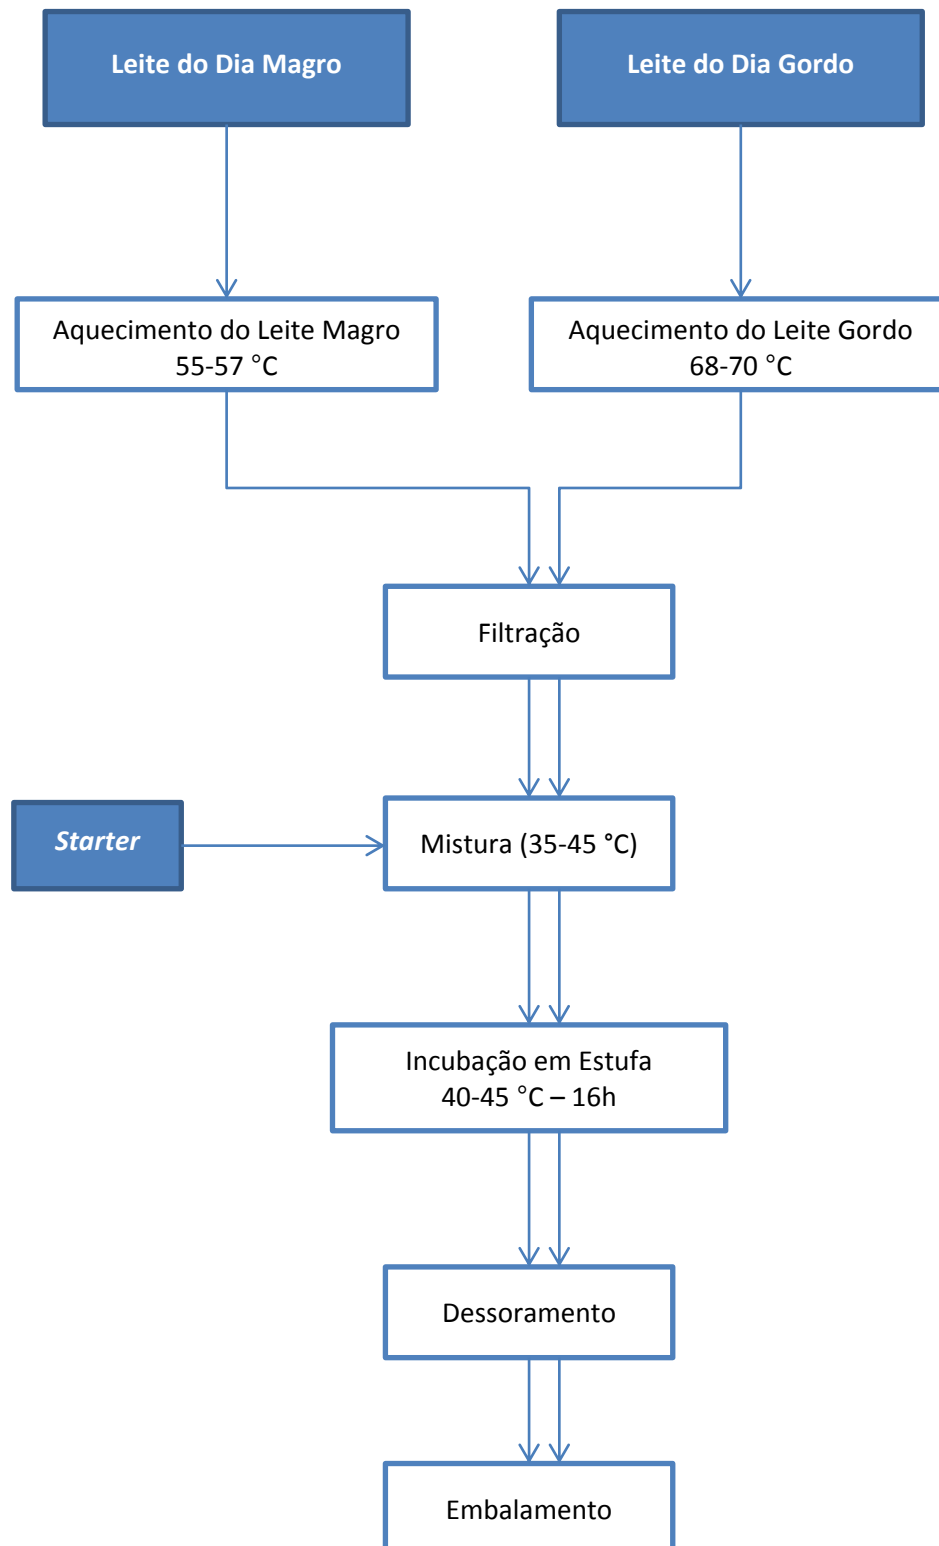 Leite do Dia Magro
Leite do Dia Gordo
Aquecimento do Leite Magro
55-57 °C
Aquecimento do Leite Gordo
68-70 °C
Filtração
Starter
Mistura (35-45 °C)
Incubação em Estufa
40-45 °C – 16h
Dessoramento
Embalamento